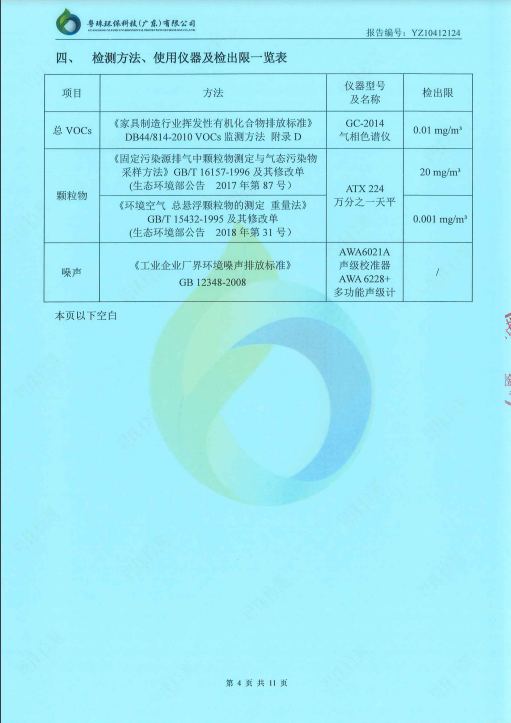 粤珠环保科技(广东)有限公司
报告编号：YZ10412124
四、 检测方法、使用仪器及检出限一览表
项目 方法 仪器型号及名称 检出限
总 VOCs
《家具制造行业挥发性有机化合物排放标准》
DB44/814-2010 VOCs 监测方法 附录 D
GC-2014
气相色谱仪
0.01 mg/m³
颗粒物
《固定污染源排气中颗粒物测定与气态污染物
采样方法》GB/T 16157-1996 及其修改单
(生态环境部公告 2017 年第 87 号)
ATX 224
万分之一天平
20 mg/m³
《环境空气 总悬浮颗粒物的测定 重量法》
GB/T 15432-1995 及其修改单
(生态环境部公告 2018 年第 31 号)
0.001 mg/m³
噪声
《工业企业厂界环境噪声排放标准》
GB 12348-2008
AWA6021A
声级校准器
AWA 6228+
多功能声级计
/
本页以下空白
第 4 页 共 11 页